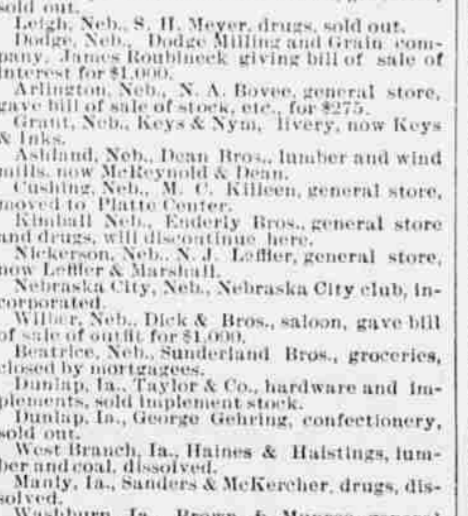 sold out.
Leigh, Neb., S. H. Meyer, drugs, sold out.
Dodge, Neb., Dodge Milling and Grain com-
pany, James Roubineck giving bill of sale of
interest for $1,000.
Arlington, Neb., N. A. Bovee, general store,
gave bill of sale of stock, etc., for $275.
Grant, Neb., Keys & Nym, livery, now Keys
& Inks.
Ashland, Neb., Dean Bros., lumber and wind
mills, now McReynold & Dean.
Cushing, Neb., M. C. Killeen, general store,
moved to Platte Center.
Kimball Neb., Enderly Bros., general store
and drugs, will discontinue here.
Nickerson, Neb.. N. J. Leffler, general store,
now Leffler & Marshall.
Nebraska City, Neb., Nebraska City club, in-
corporated.
Wilber, Neb., Dick & Bros., saloon, gave bill
of sale of outfit for $1,000.
Beatrice, Neb., Sunderland Bros., groceries,
closed by mortgagees.
Dunlap, Ia., Taylor & Co., hardware and im-
plements, sold implement stock.
Dunlap, Ia., George Gehring, confectionery,
sold out.
West Branch, Ia., Haines & Haistings, lum-
ber and coal, dissolved.
Manly, Ia., Sanders & McKercher, drugs, dis-
solved.
Washburn, Ia., Brown & Munroe, general